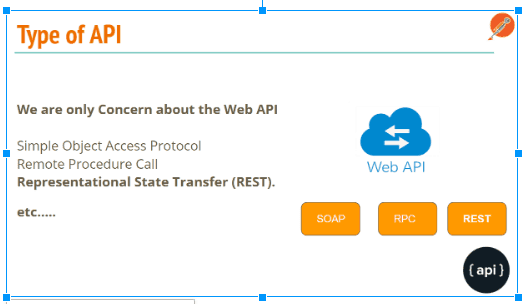 Type of API
We are only Concern about the Web API
Simple Object Access Protocol
Remote Procedure Call
Representational State Transfer (REST).
etc.....
Web API
SOAP
RPC
REST
{ api }